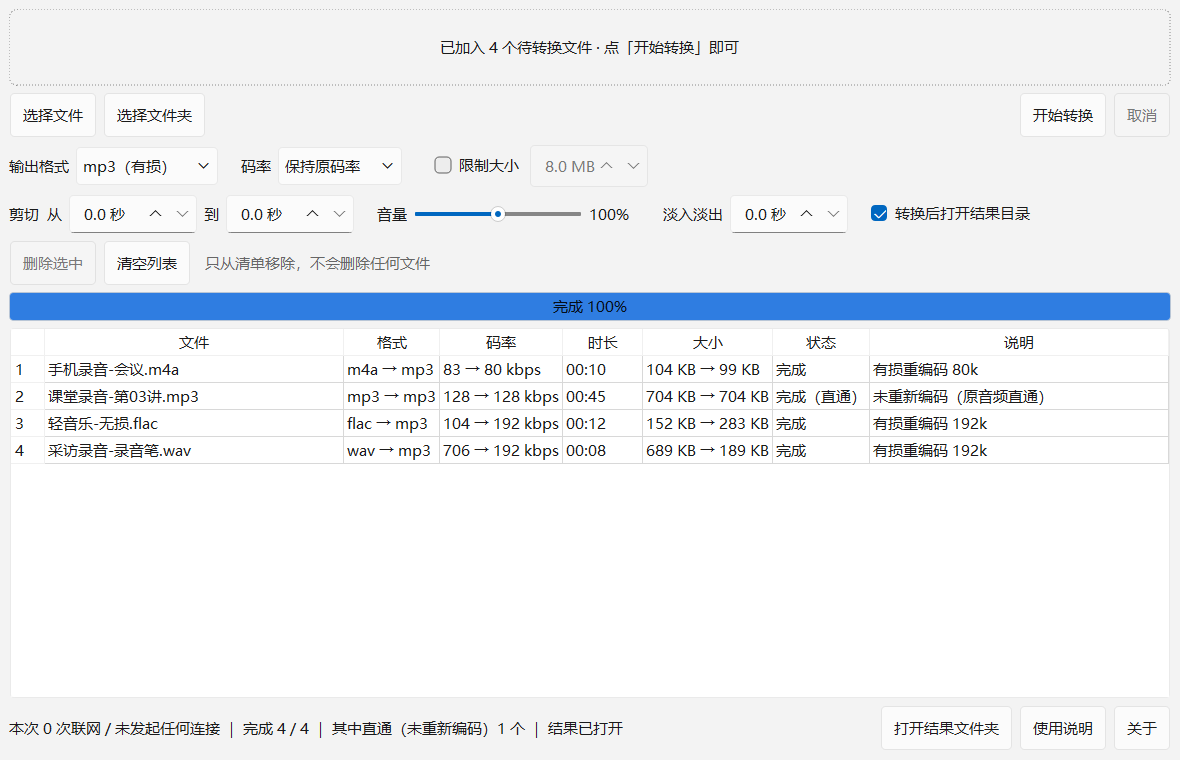 已加入 4 个待转换文件 · 点「开始转换」即可
选择文件 选择文件夹 开始转换 取消
输出格式 mp3（有损） 码率 保持原码率 限制大小 8.0 MB
剪切 从 0.0 秒 到 0.0 秒 音量 100% 淡入淡出 0.0 秒 转换后打开结果目录
删除选中 清空列表 只从清单移除，不会删除任何文件
完成 100%
文件 格式 码率 时长 大小 状态 说明
1 手机录音-会议.m4a m4a → mp3 83 → 80 kbps 00:10 104 KB → 99 KB 完成 有损重编码 80k
2 课堂录音-第03讲.mp3 mp3 → mp3 128 → 128 kbps 00:45 704 KB → 704 KB 完成（直通） 未重新编码（原音频直通）
3 轻音乐-无损.flac flac → mp3 104 → 192 kbps 00:12 152 KB → 283 KB 完成 有损重编码 192k
4 采访录音-录音笔.wav wav → mp3 706 → 192 kbps 00:08 689 KB → 189 KB 完成 有损重编码 192k
本次 0 次联网 / 未发起任何连接 | 完成 4 / 4 | 其中直通（未重新编码）1 个 | 结果已打开 打开结果文件夹 使用说明 关于